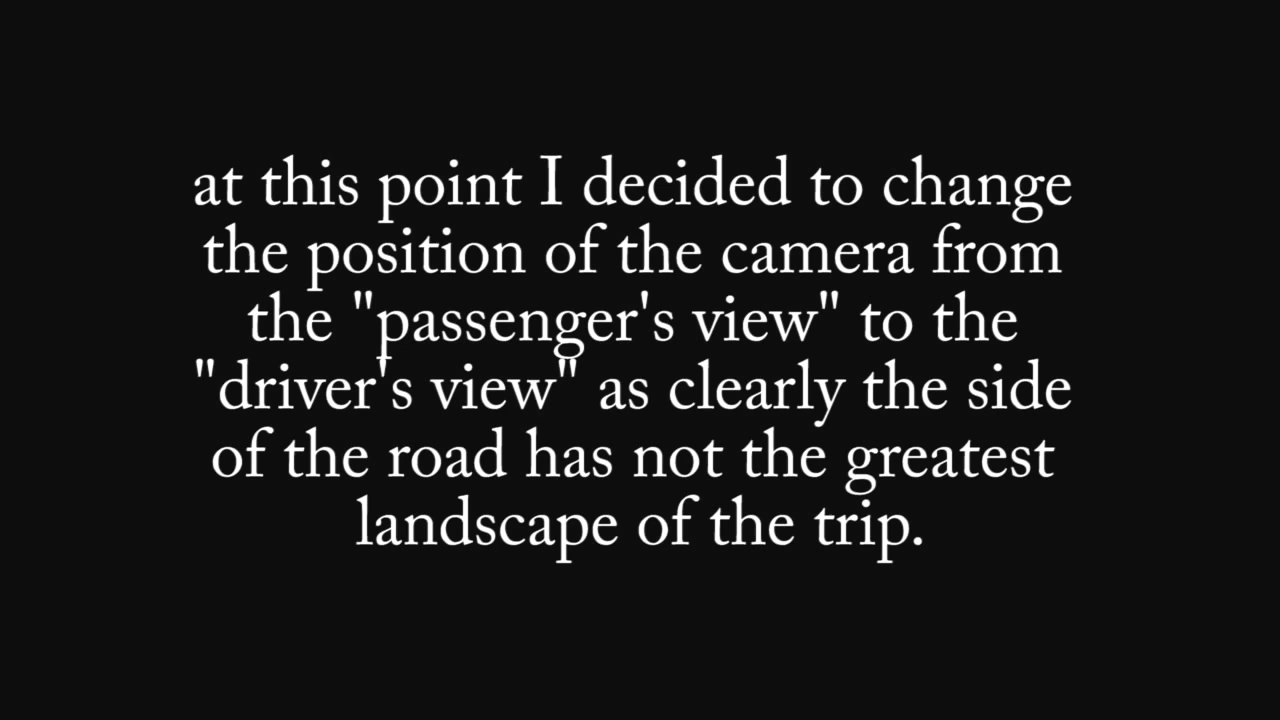 at this point I decided to change
the position of the camera from
the "passenger's view" to the
"driver's view" as clearly the side
of the road has not the greatest
landscape of the trip.